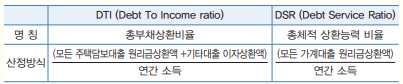 DTI (Debt To Income ratio) DSR (Debt Service Ratio)
명 칭 총부채상환비율 총체적 상환능력 비율
산정방식 (모든 주택담보대출 원리금상환액 +기타대출 이자상환액) (모든 가계대출 원리금상환액)
연간 소득 연간 소득